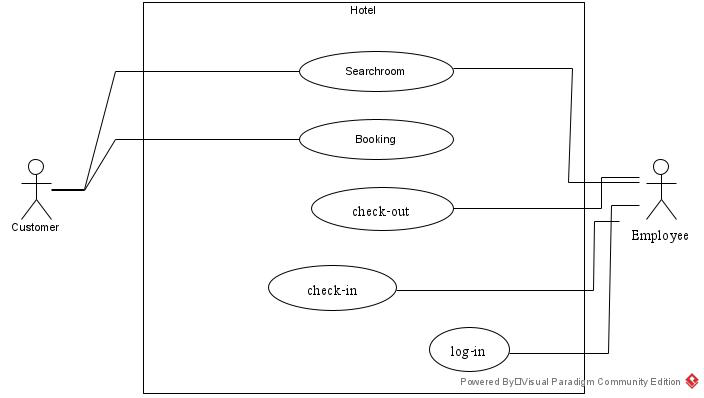 Hotel
Searchroom
Booking
check-out
check-in
log-in
Customer
Employee
Powered By□Visual Paradigm Community Edition